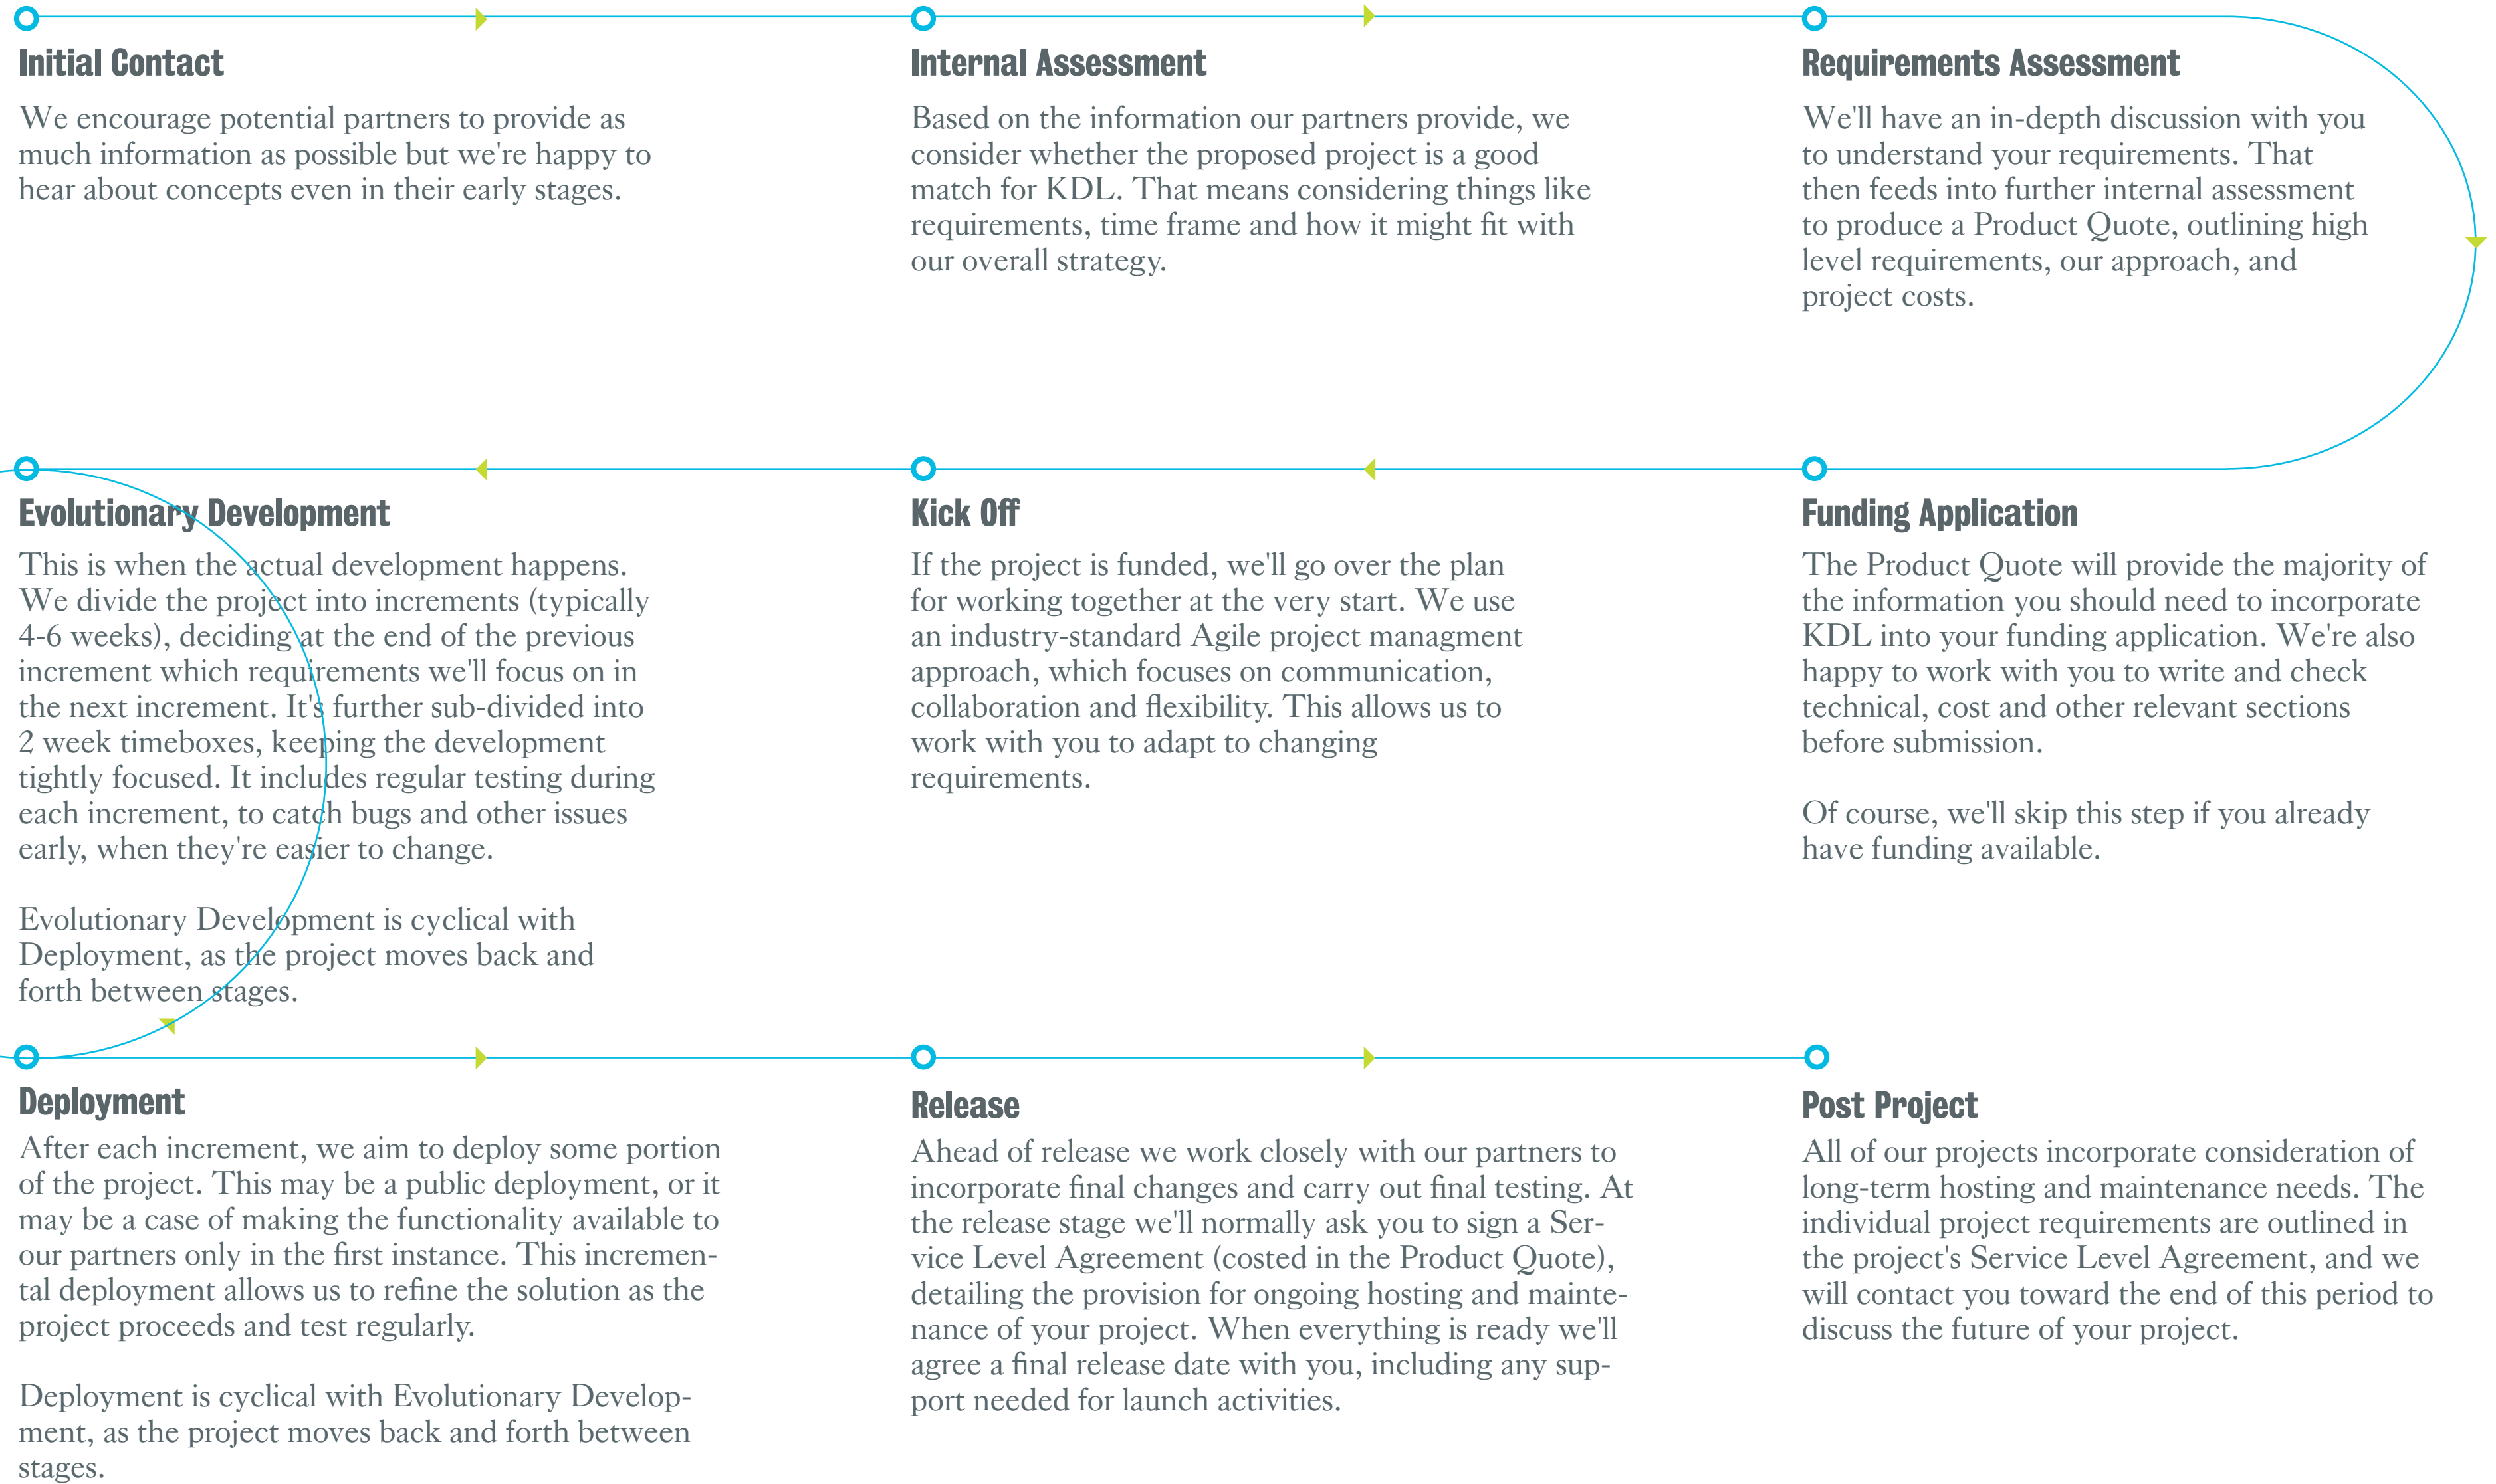 Initial Contact
We encourage potential partners to provide as
much information as possible but we're happy to
hear about concepts even in their early stages.
Internal Assessment
Based on the information our partners provide, we
consider whether the proposed project is a good
match for KDL. That means considering things like
requirements, time frame and how it might fit with
our overall strategy.
Requirements Assessment
We'll have an in-depth discussion with you
to understand your requirements. That
then feeds into further internal assessment
to produce a Product Quote, outlining high
level requirements, our approach, and
project costs.
Funding Application
The Product Quote will provide the majority of
the information you should need to incorporate
KDL into your funding application. We're also
happy to work with you to write and check
technical, cost and other relevant sections
before submission.
Of course, we'll skip this step if you already
have funding available.
Kick Off
If the project is funded, we'll go over the plan
for working together at the very start. We use
an industry-standard Agile project managment
approach, which focuses on communication,
collaboration and flexibility. This allows us to
work with you to adapt to changing
requirements.
Evolutionary Development
This is when the actual development happens.
We divide the project into increments (typically
4-6 weeks), deciding at the end of the previous
increment which requirements we'll focus on in
the next increment. It's further sub-divided into
2 week timeboxes, keeping the development
tightly focused. It includes regular testing during
each increment, to catch bugs and other issues
early, when they're easier to change.
Evolutionary Development is cyclical with
Deployment, as the project moves back and
forth between stages.
Deployment
After each increment, we aim to deploy some portion
of the project. This may be a public deployment, or it
may be a case of making the functionality available to
our partners only in the first instance. This incremen-
tal deployment allows us to refine the solution as the
project proceeds and test regularly.
Deployment is cyclical with Evolutionary Develop-
ment, as the project moves back and forth between
stages.
Release
Ahead of release we work closely with our partners to
incorporate final changes and carry out final testing. At
the release stage we'll normally ask you to sign a Ser-
vice Level Agreement (costed in the Product Quote),
detailing the provision for ongoing hosting and mainte-
nance of your project. When everything is ready we'll
agree a final release date with you, including any sup-
port needed for launch activities.
Post Project
All of our projects incorporate consideration of
long-term hosting and maintenance needs. The
individual project requirements are outlined in
the project's Service Level Agreement, and we
will contact you toward the end of this period to
discuss the future of your project.